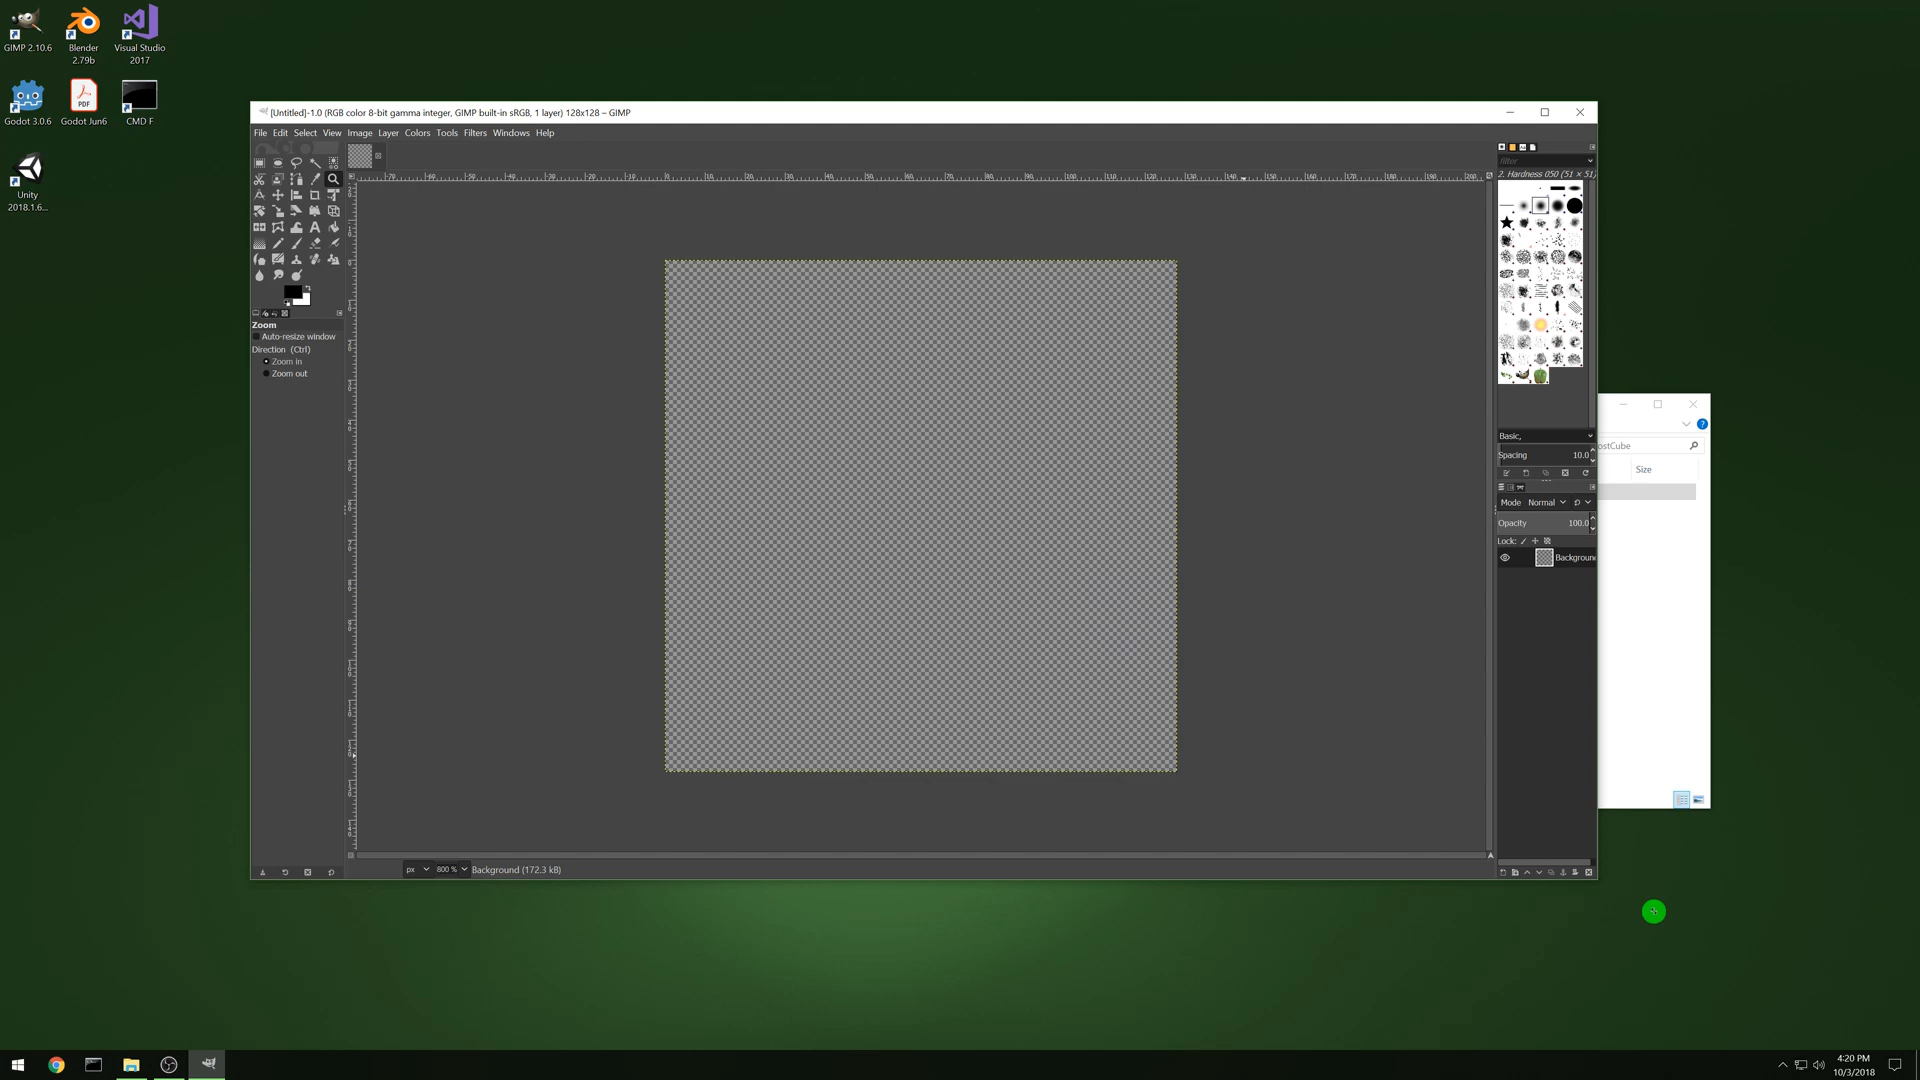 GIMP 2.10.6
Blender
2.79b
Visual Studio
2017
Godot 3.0.6
PDF
Godot Jun6
CMD F
Unity
2018.1.6...
[Untitled]-1.0 (RGB color 8-bit gamma integer, GIMP built-in sRGB, 1 layer) 128x128 – GIMP
File Edit Select View Image Layer Colors Tools Filters Windows Help
filter
2. Hardness 050 (51 × 51)
Zoom
Auto-resize window
Direction (Ctrl)
Zoom in
Zoom out
Basic,
Spacing 10.0
Mode Normal
Opacity 100.0
Lock:
Background
ostCube
Size
px 800 % Background (172.3 kB)
4:20 PM
10/3/2018